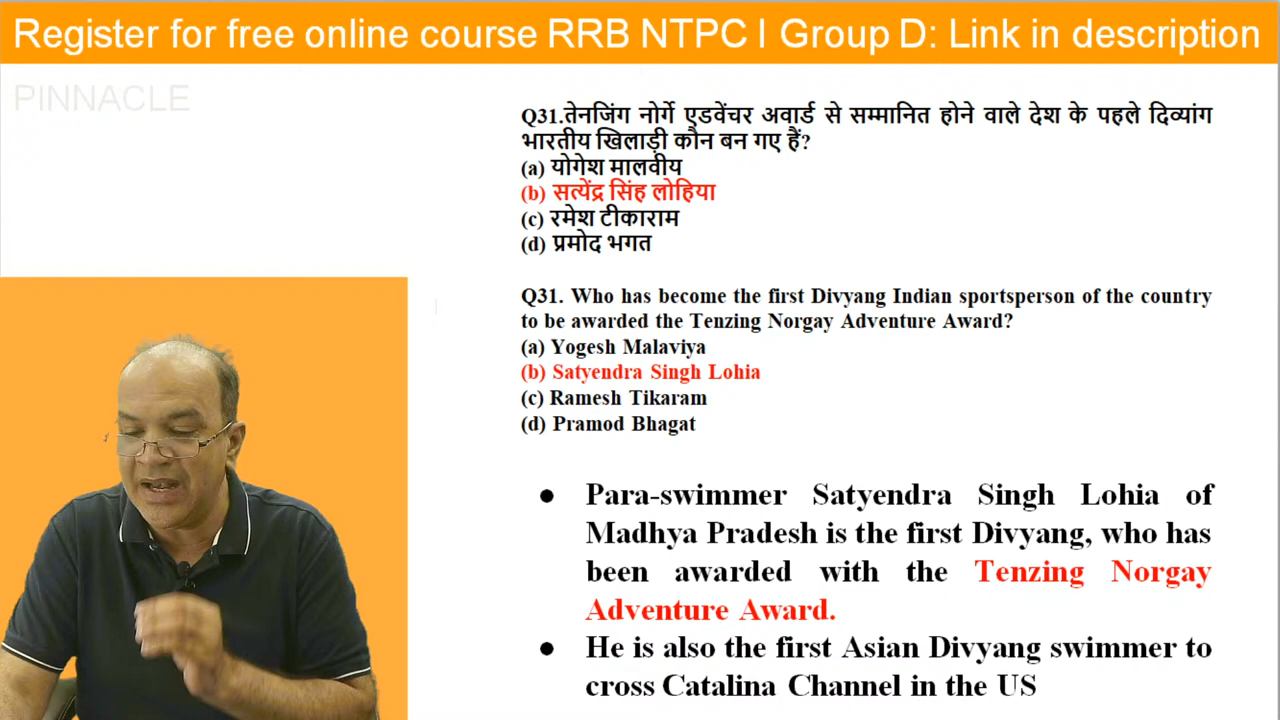 Register for free online course RRB NTPC I Group D: Link in description
PINNACLE
Q31.तेनजिंग नोर्गे एडवेंचर अवार्ड से सम्मानित होने वाले देश के पहले दिव्यांग
भारतीय खिलाड़ी कौन बन गए हैं?
(a) योगेश मालवीय
(b) सत्येंद्र सिंह लोहिया
(c) रमेश टीकाराम
(d) प्रमोद भगत
Q31. Who has become the first Divyang Indian sportsperson of the country
to be awarded the Tenzing Norgay Adventure Award?
(a) Yogesh Malaviya
(b) Satyendra Singh Lohia
(c) Ramesh Tikaram
(d) Pramod Bhagat
● Para-swimmer Satyendra Singh Lohia of
Madhya Pradesh is the first Divyang, who has
been awarded with the Tenzing Norgay
Adventure Award.
● He is also the first Asian Divyang swimmer to
cross Catalina Channel in the US